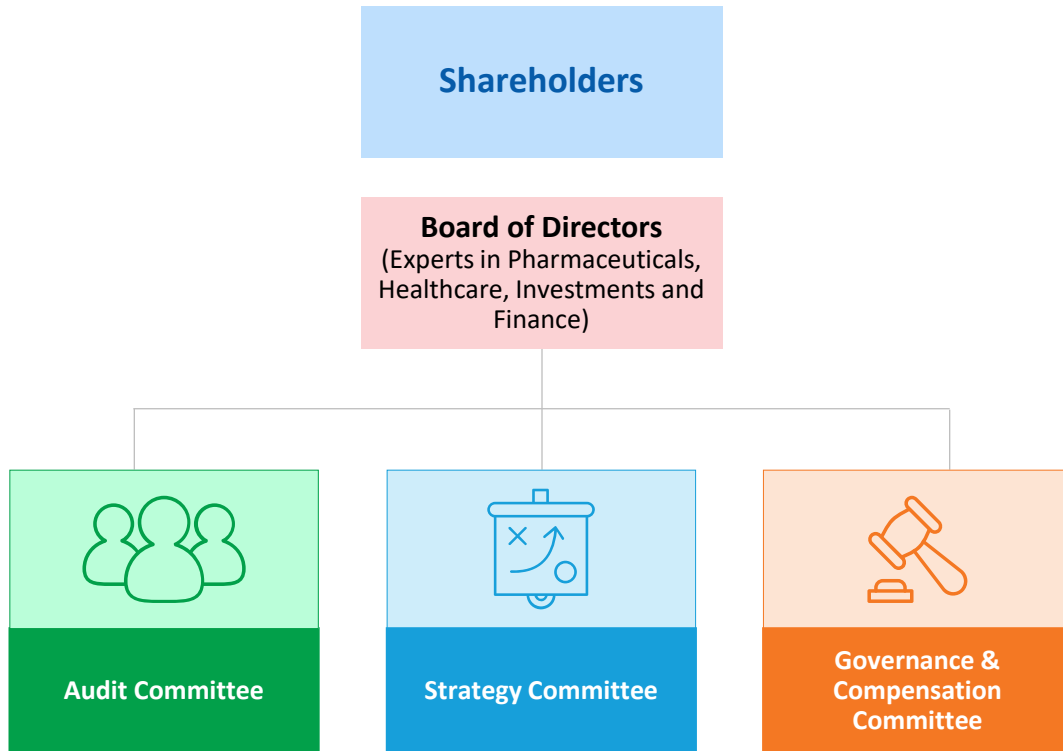 Shareholders
Board of Directors
(Experts in Pharmaceuticals,
Healthcare, Investments and
Finance)
Audit Committee
Strategy Committee
Governance &
Compensation
Committee